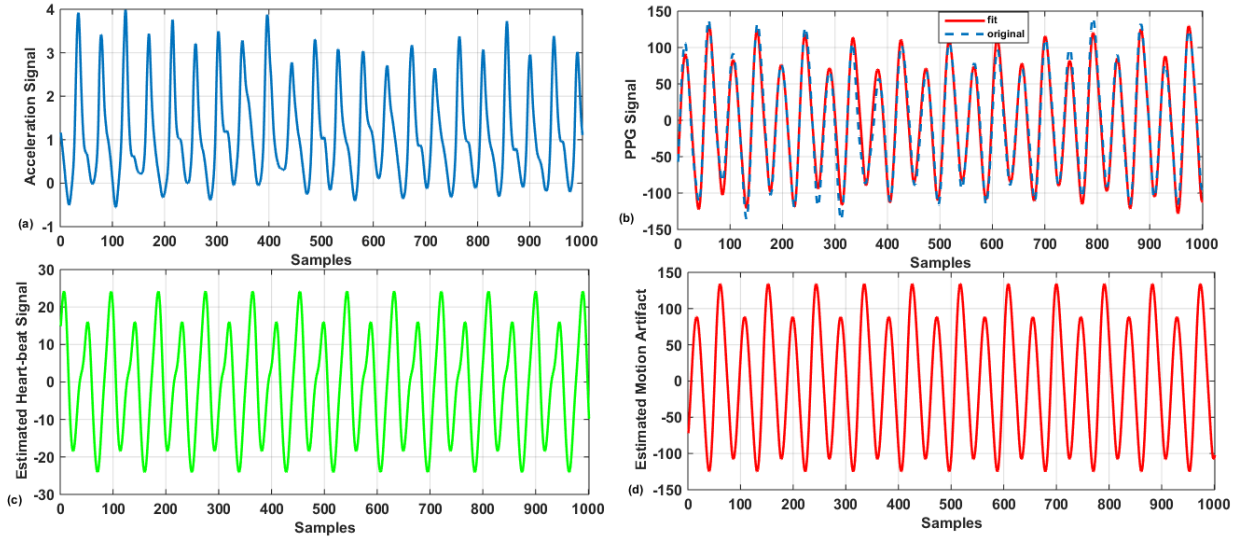 4
3
2
1
0
-1
Acceleration Signal
(a)
0 100 200 300 400 500 600 700 800 900 1000
Samples
150
100
50
0
-50
-100
-150
PPG Signal
fit
original
(b)
0 100 200 300 400 500 600 700 800 900 1000
Samples
30
20
10
0
-10
-20
-30
Estimated Heart-beat Signal
(c)
0 100 200 300 400 500 600 700 800 900 1000
Samples
150
100
50
0
-50
-100
-150
Estimated Motion Artifact
(d)
0 100 200 300 400 500 600 700 800 900 1000
Samples